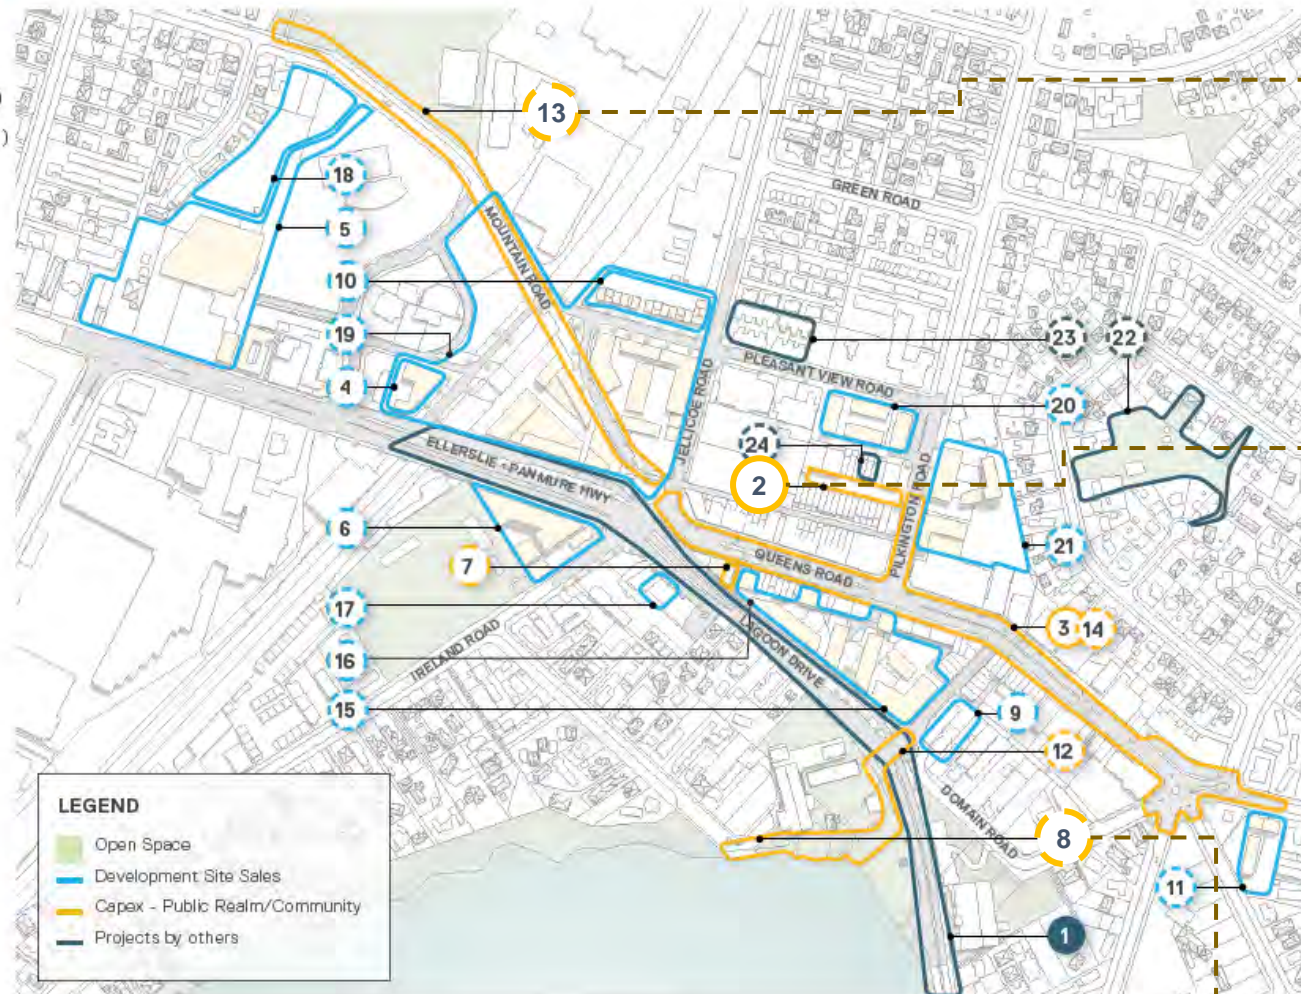 )
)
13
18
GREEN ROAD
5
MOUNTAIN ROAD
10
19
23
22
PLEASANT VIEW ROAD
4
JELLICOE ROAD
20
24
ELLERSLIE - PANMURE HWY
2
PILKINGTON ROAD
6
21
QUEENS ROAD
7
17
3
14
IRELAND ROAD
LAGOON DRIVE
16
15
9
12
LEGEND
DOMAIN ROAD
Open Space
8
Development Site Sales
11
Capex - Public Realm/Community
Projects by others
1